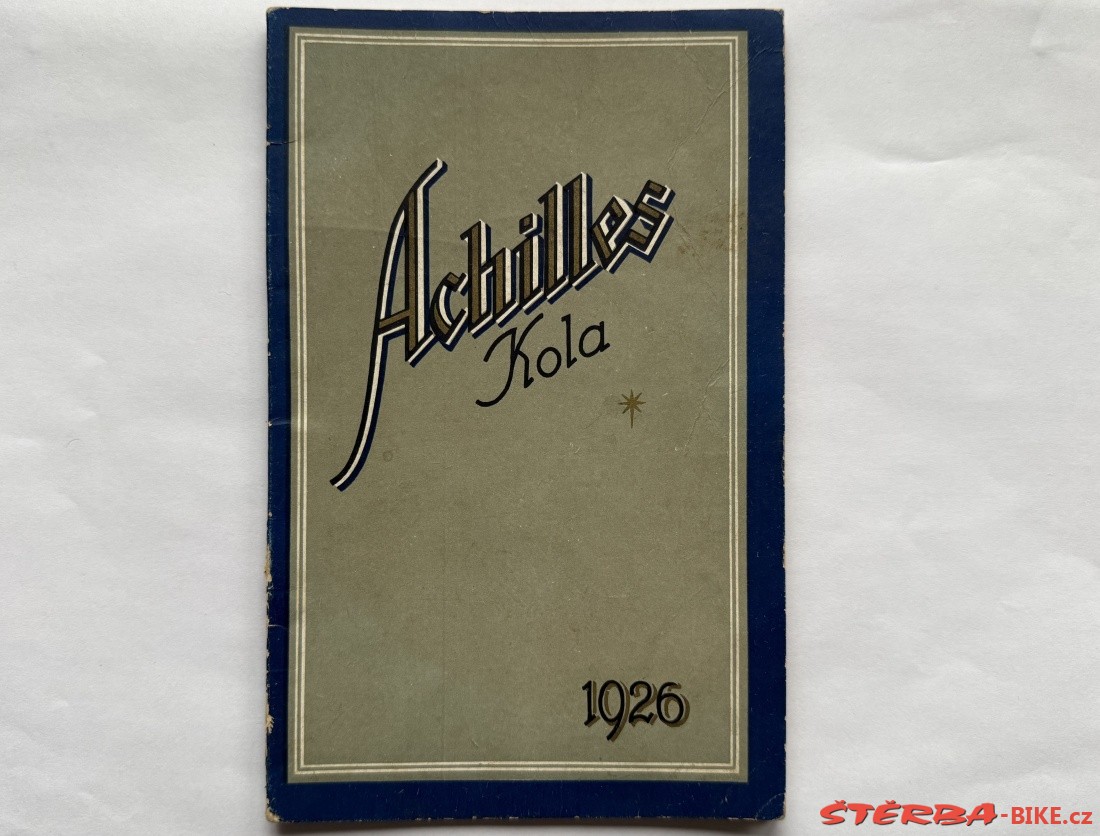 Achilles
Kola
1926
ŠTĚRBA-BIKE.cz